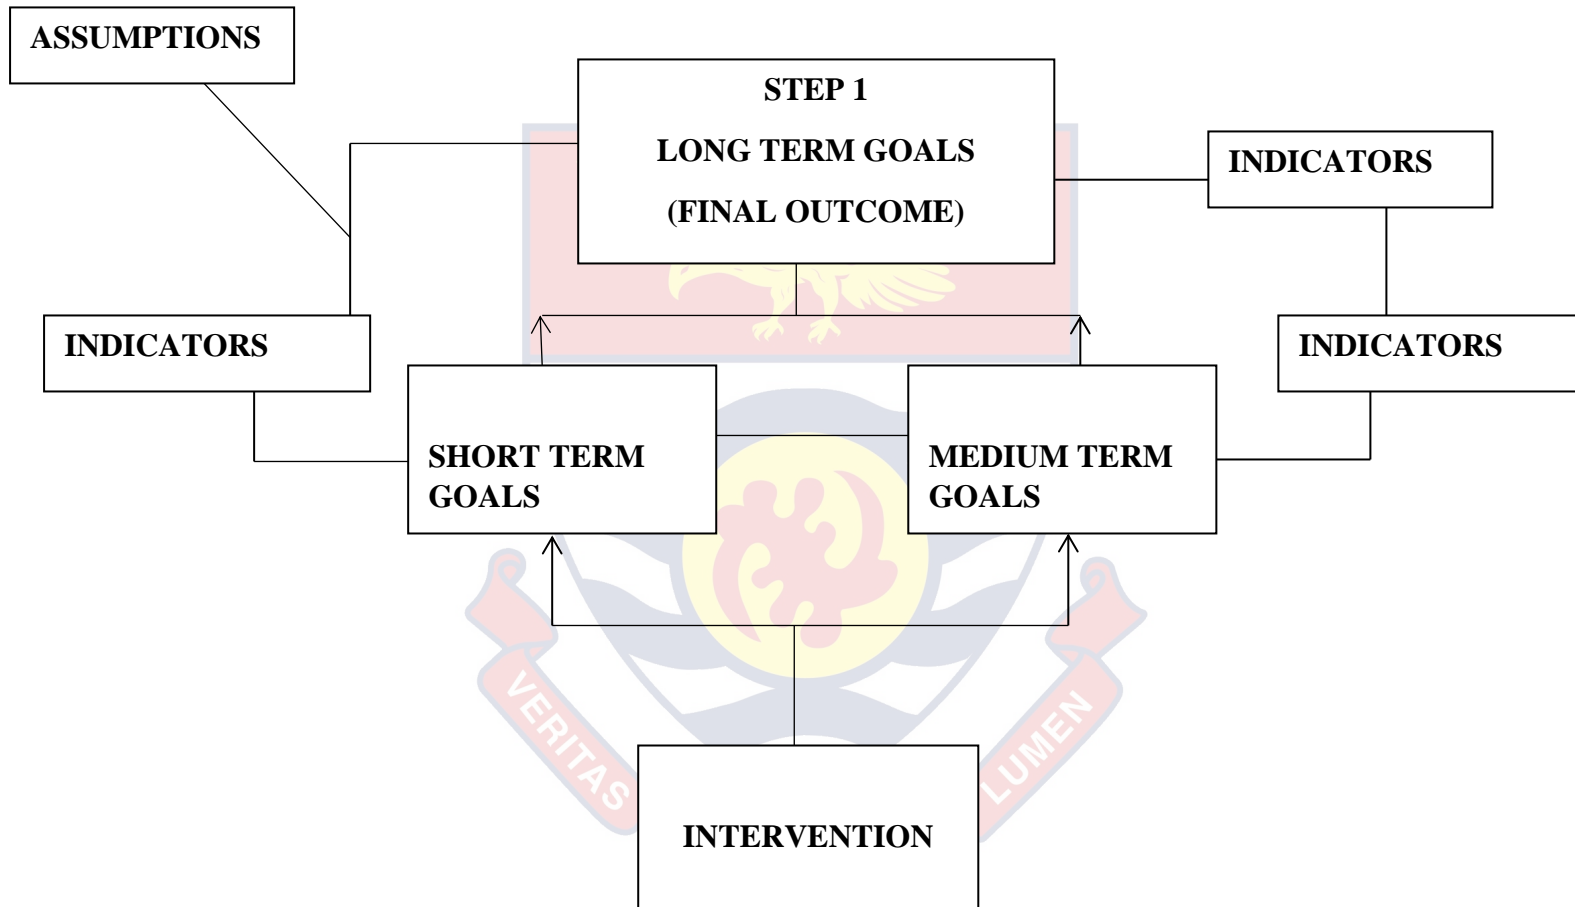 ASSUMPTIONS
STEP 1
LONG TERM GOALS
(FINAL OUTCOME)
INDICATORS
INDICATORS
INDICATORS
SHORT TERM
GOALS
MEDIUM TERM
GOALS
VERITAS
LUMEN
INTERVENTION